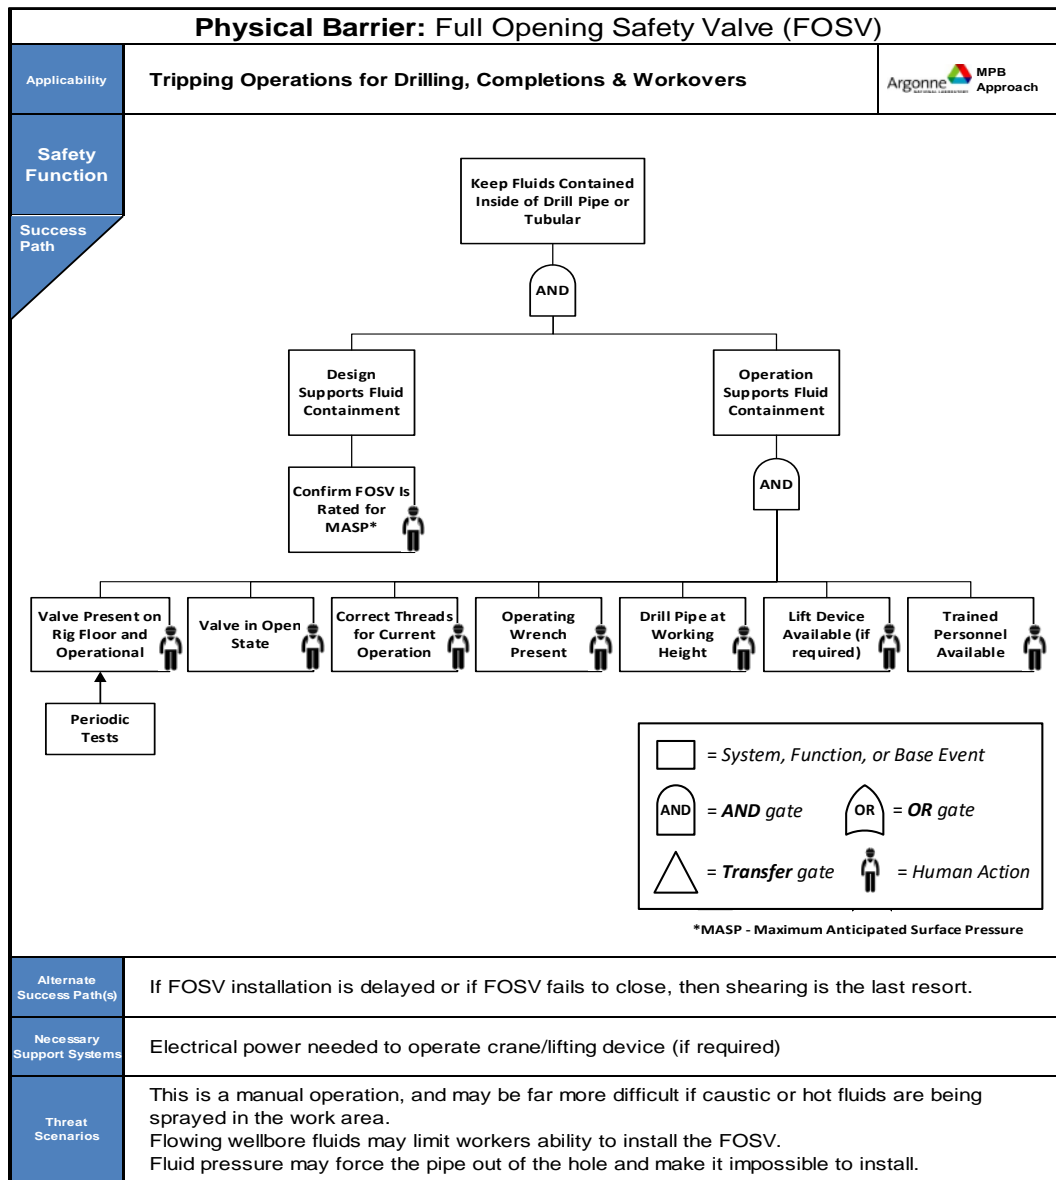 Physical Barrier: Full Opening Safety Valve (FOSV)
Applicability
Tripping Operations for Drilling, Completions & Workovers
Argonne
NATIONAL LABORATORY
MPB
Approach
Safety
Function
Success
Path
Keep Fluids Contained
Inside of Drill Pipe or
Tubular
AND
Design
Supports Fluid
Containment
Operation
Supports Fluid
Containment
Confirm FOSV Is
Rated for
MASP*
AND
Valve Present on
Rig Floor and
Operational
Valve in Open
State
Correct Threads
for Current
Operation
Operating
Wrench
Present
Drill Pipe at
Working
Height
Lift Device
Available (if
required)
Trained
Personnel
Available
Periodic
Tests
= System, Function, or Base Event
AND = AND gate
OR = OR gate
= Transfer gate
= Human Action
*MASP - Maximum Anticipated Surface Pressure
Alternate
Success Path(s)
If FOSV installation is delayed or if FOSV fails to close, then shearing is the last resort.
Necessary
Support Systems
Electrical power needed to operate crane/lifting device (if required)
Threat
Scenarios
This is a manual operation, and may be far more difficult if caustic or hot fluids are being
sprayed in the work area.
Flowing wellbore fluids may limit workers ability to install the FOSV.
Fluid pressure may force the pipe out of the hole and make it impossible to install.